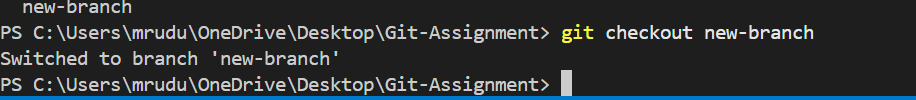 new-branch
PS C:\Users\mrudu\OneDrive\Desktop\Git-Assignment> git checkout new-branch
Switched to branch 'new-branch'
PS C:\Users\mrudu\OneDrive\Desktop\Git-Assignment>